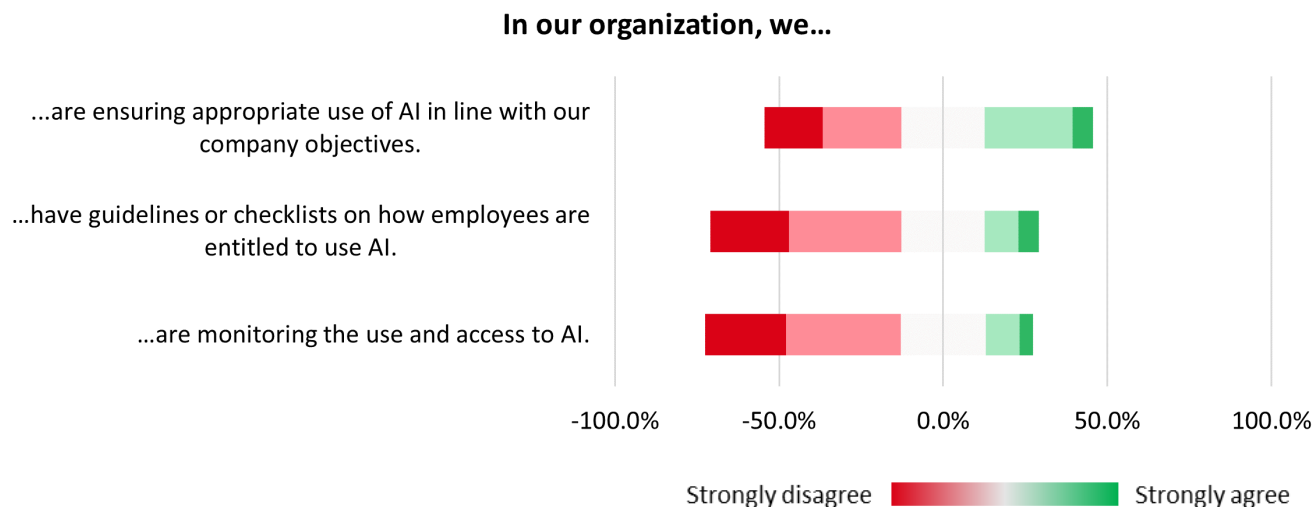 In our organization, we…
...are ensuring appropriate use of AI in line with our
company objectives.
…have guidelines or checklists on how employees are
entitled to use AI.
…are monitoring the use and access to AI.
-100.0% -50.0% 0.0% 50.0% 100.0%
Strongly disagree Strongly agree